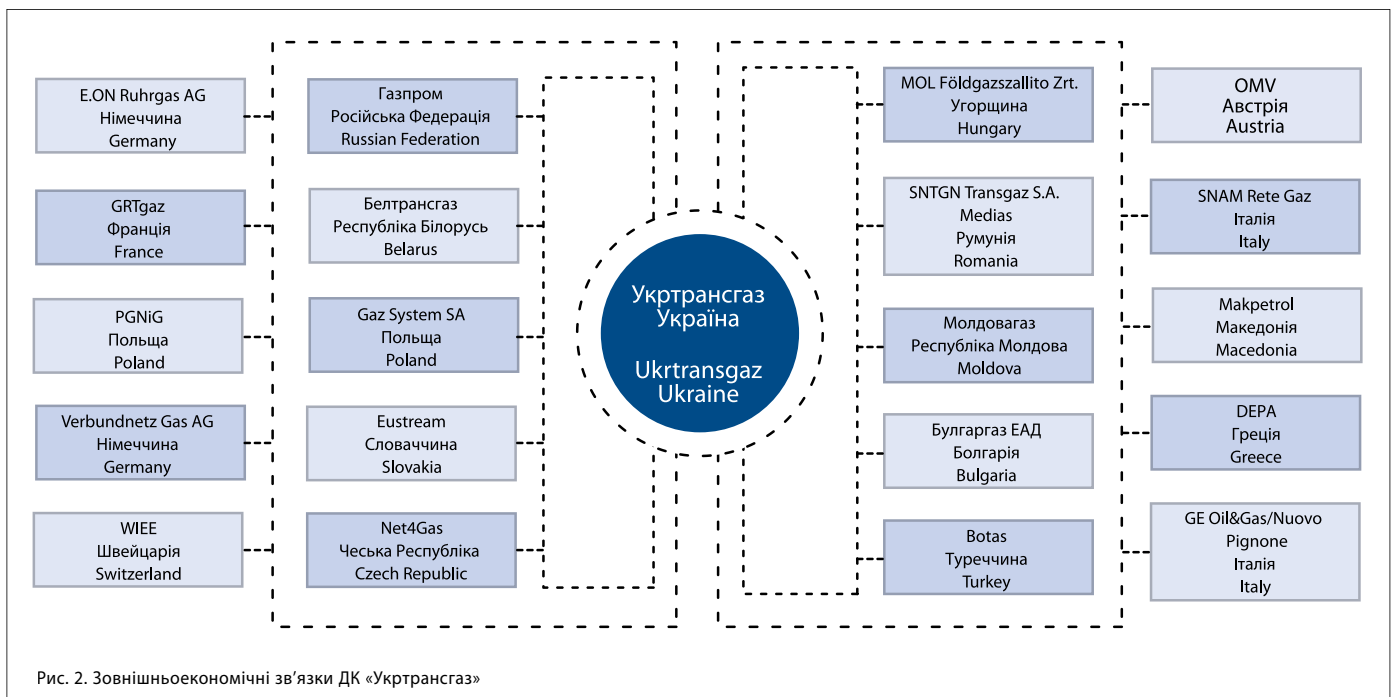 E.ON Ruhrgas AG
Німеччина
Germany
GRTgaz
Франція
France
PGNiG
Польща
Poland
Verbundnetz Gas AG
Німеччина
Germany
WIEE
Швейцарія
Switzerland
Газпром
Російська Федерація
Russian Federation
Белтрансгаз
Республіка Білорусь
Belarus
Gaz System SA
Польща
Poland
Eustream
Словаччина
Slovakia
Net4Gas
Чеська Республіка
Czech Republic
Укртрансгаз
Україна
Ukrtransgaz
Ukraine
MOL Földgazszallito Zrt.
Угорщина
Hungary
SNTGN Transgaz S.A.
Medias
Румунія
Romania
Молдовагаз
Республіка Молдова
Moldova
Булгаргаз ЕАД
Болгарія
Bulgaria
Botas
Туреччина
Turkey
OMV
Австрія
Austria
SNAM Rete Gaz
Італія
Italy
Makpetrol
Македонія
Macedonia
DEPA
Греція
Greece
GE Oil&Gas/Nuovo
Pignone
Італія
Italy
Рис. 2. Зовнішньоекономічні зв’язки ДК «Укртрансгаз»